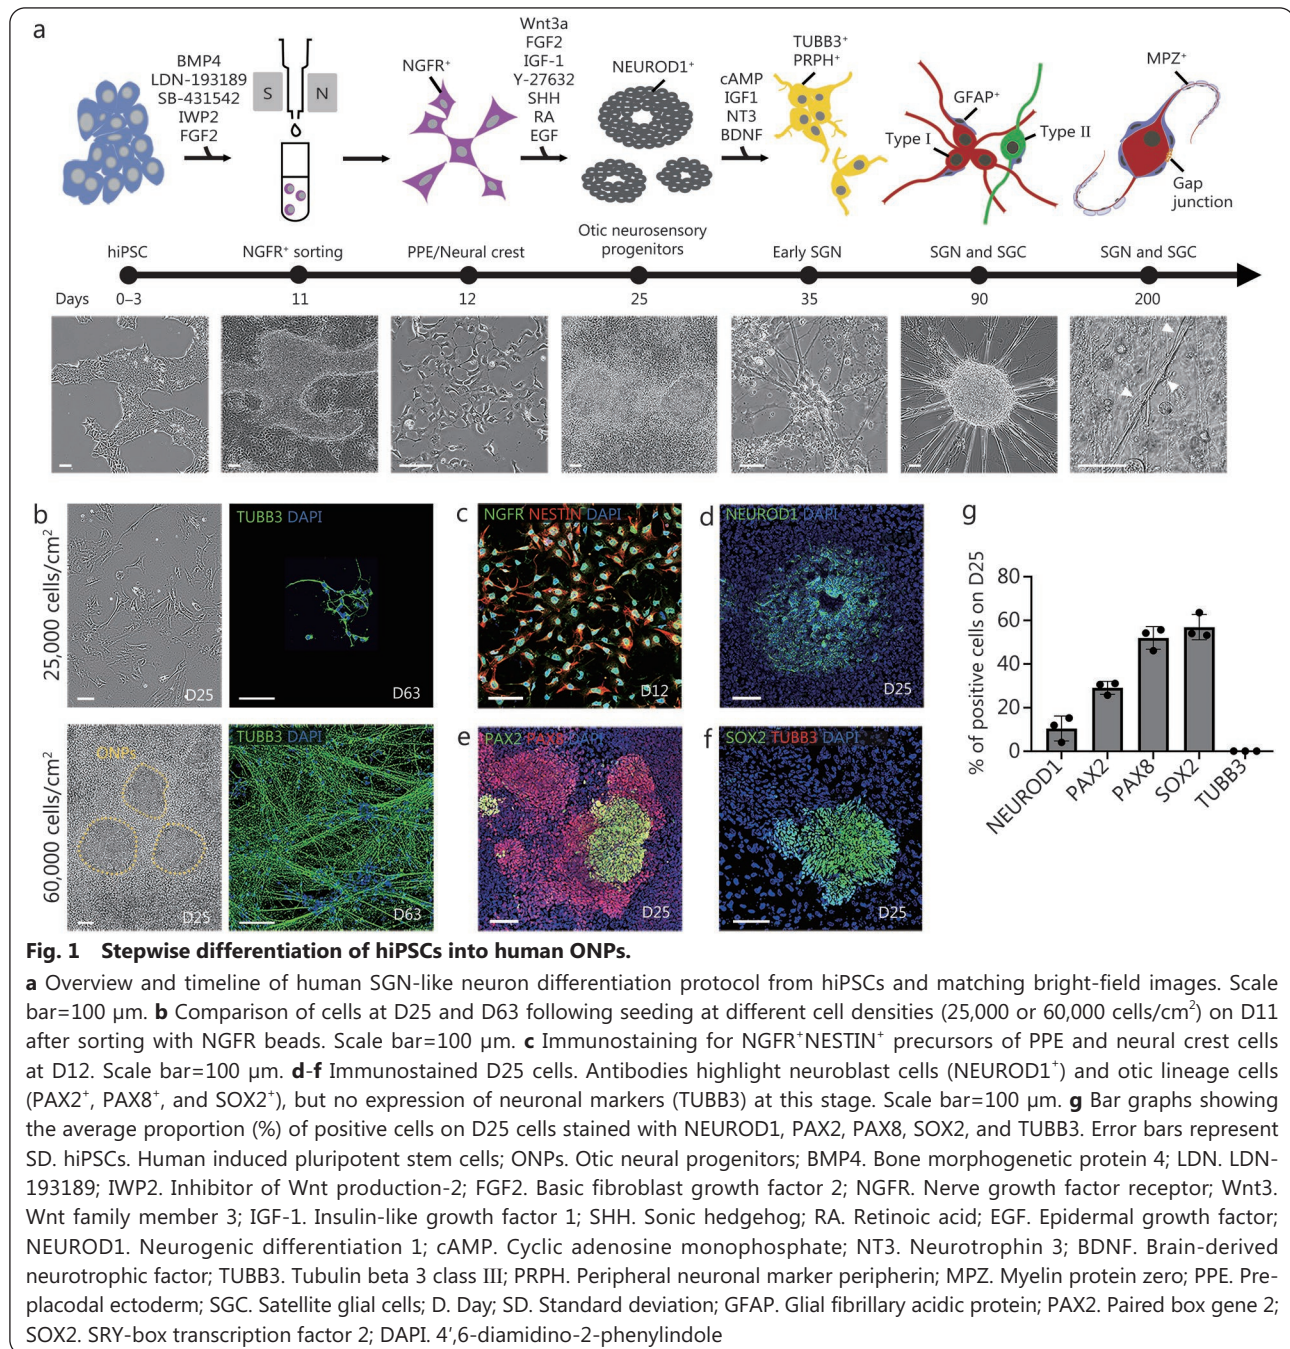 a
BMP4
LDN-193189
SB-431542
IWP2
FGF2
S
N
NGFR⁺
Wnt3a
FGF2
IGF-1
Y-27632
SHH
RA
EGF
NEUROD1⁺
cAMP
IGF1
NT3
BDNF
TUBB3⁺
PRPH⁺
GFAP⁺
Type I
Type II
MPZ⁺
Gap
junction
hiPSC
NGFR⁺ sorting
PPE/Neural crest
Otic neurosensory
progenitors
Early SGN
SGN and SGC
SGN and SGC
Days
0–3
11
12
25
35
90
200
b
25,000 cells/cm²
D25
TUBB3 DAPI
D63
60,000 cells/cm²
ONPs
D25
TUBB3 DAPI
D63
c
NGFR NESTIN DAPI
D12
d
NEUROD1 DAPI
D25
e
PAX2 PAX8 DAPI
D25
f
SOX2 TUBB3 DAPI
D25
g
% of positive cells on D25
80
60
40
20
0
NEUROD1
PAX2
PAX8
SOX2
TUBB3
Fig. 1 Stepwise differentiation of hiPSCs into human ONPs.
a Overview and timeline of human SGN-like neuron differentiation protocol from hiPSCs and matching bright-field images. Scale
bar=100 μm. b Comparison of cells at D25 and D63 following seeding at different cell densities (25,000 or 60,000 cells/cm²) on D11
after sorting with NGFR beads. Scale bar=100 μm. c Immunostaining for NGFR⁺NESTIN⁺ precursors of PPE and neural crest cells
at D12. Scale bar=100 μm. d-f Immunostained D25 cells. Antibodies highlight neuroblast cells (NEUROD1⁺) and otic lineage cells
(PAX2⁺, PAX8⁺, and SOX2⁺), but no expression of neuronal markers (TUBB3) at this stage. Scale bar=100 μm. g Bar graphs showing
the average proportion (%) of positive cells on D25 cells stained with NEUROD1, PAX2, PAX8, SOX2, and TUBB3. Error bars represent
SD. hiPSCs. Human induced pluripotent stem cells; ONPs. Otic neural progenitors; BMP4. Bone morphogenetic protein 4; LDN. LDN-
193189; IWP2. Inhibitor of Wnt production-2; FGF2. Basic fibroblast growth factor 2; NGFR. Nerve growth factor receptor; Wnt3.
Wnt family member 3; IGF-1. Insulin-like growth factor 1; SHH. Sonic hedgehog; RA. Retinoic acid; EGF. Epidermal growth factor;
NEUROD1. Neurogenic differentiation 1; cAMP. Cyclic adenosine monophosphate; NT3. Neurotrophin 3; BDNF. Brain-derived
neurotrophic factor; TUBB3. Tubulin beta 3 class III; PRPH. Peripheral neuronal marker peripherin; MPZ. Myelin protein zero; PPE. Pre-
placodal ectoderm; SGC. Satellite glial cells; D. Day; SD. Standard deviation; GFAP. Glial fibrillary acidic protein; PAX2. Paired box gene 2;
SOX2. SRY-box transcription factor 2; DAPI. 4′,6-diamidino-2-phenylindole